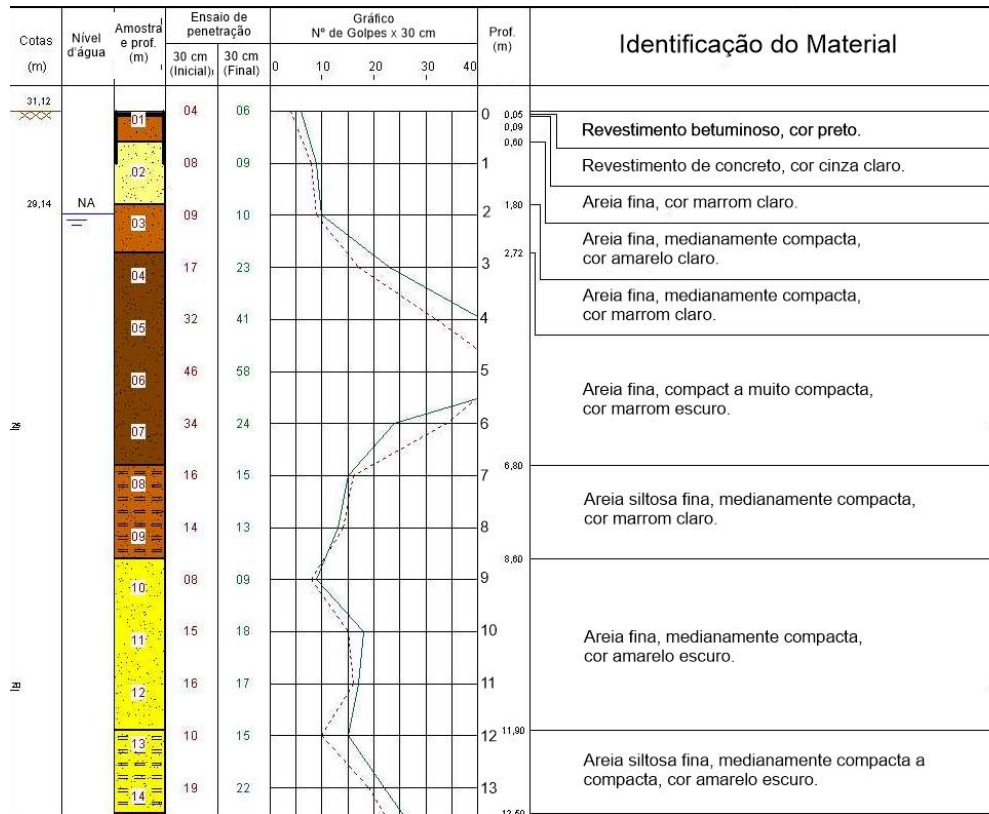 Cotas
(m)
Nível
d'água
Amostra
e prof.
(m)
Ensaio de
penetração
30 cm
(Inicial)
30 cm
(Final)
Gráfico
Nº de Golpes x 30 cm
0 10 20 30 40
Prof.
(m)
Identificação do Material
31,12
29,14
NA
01 04 06 0
02 08 09 1
03 09 10 2
04 17 23 3
05 32 41 4
06 46 58 5
07 34 24 6
08 16 15 7
09 14 13 8
10 08 09 9
11 15 18 10
12 16 17 11
13 10 15 12
14 19 22 13
0,05
0,09
0,60
1,80
2,72
6,80
8,60
11,90
Revestimento betuminoso, cor preto.
Revestimento de concreto, cor cinza claro.
Areia fina, cor marrom claro.
Areia fina, medianamente compacta,
cor amarelo claro.
Areia fina, medianamente compacta,
cor marrom claro.
Areia fina, compact a muito compacta,
cor marrom escuro.
Areia siltosa fina, medianamente compacta,
cor marrom claro.
Areia fina, medianamente compacta,
cor amarelo escuro.
Areia siltosa fina, medianamente compacta a
compacta, cor amarelo escuro.